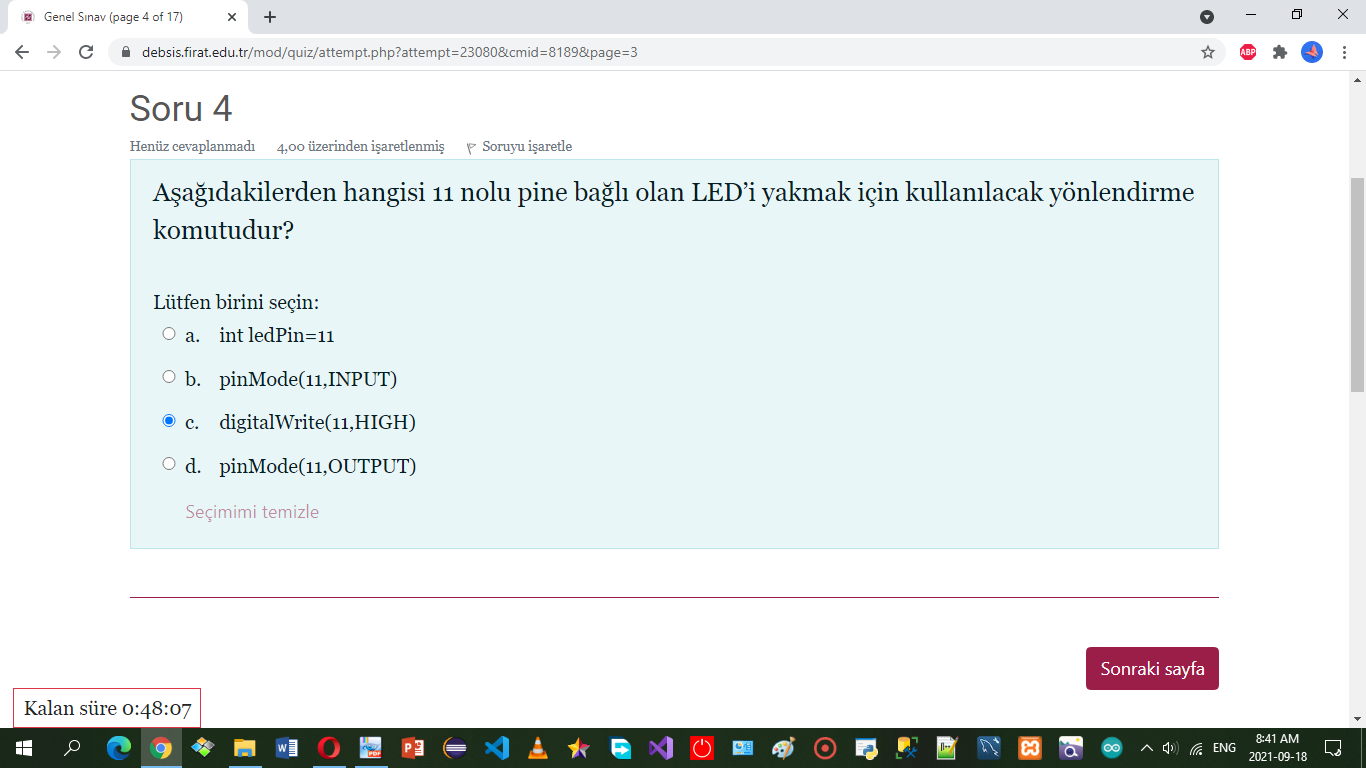 Genel Sınav (page 4 of 17)
debsis.firat.edu.tr/mod/quiz/attempt.php?attempt=23080&cmid=8189&page=3
ABP
Soru 4
Henüz cevaplanmadı 4,00 üzerinden işaretlenmiş Soruyu işaretle
Aşağıdakilerden hangisi 11 nolu pine bağlı olan LED’i yakmak için kullanılacak yönlendirme
komutudur?
Lütfen birini seçin:
a. int ledPin=11
b. pinMode(11,INPUT)
c. digitalWrite(11,HIGH)
d. pinMode(11,OUTPUT)
Seçimimi temizle
Sonraki sayfa
Kalan süre 0:48:07
ENG
8:41 AM
2021-09-18